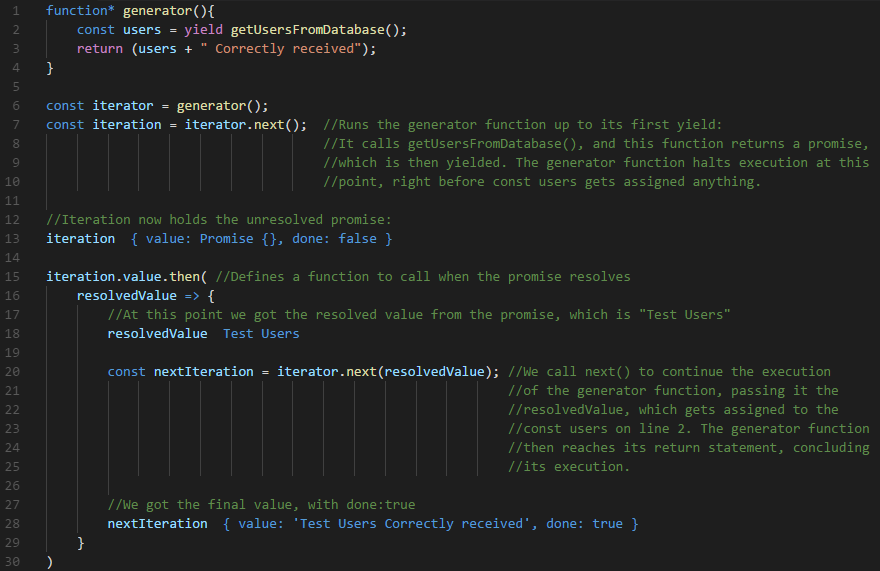 1 function* generator(){
2 const users = yield getUsersFromDatabase();
3 return (users + " Correctly received");
4 }
5
6 const iterator = generator();
7 const iteration = iterator.next(); //Runs the generator function up to its first yield:
8 //It calls getUsersFromDatabase(), and this function returns a promise,
9 //which is then yielded. The generator function halts execution at this
10 //point, right before const users gets assigned anything.
11
12 //Iteration now holds the unresolved promise:
13 iteration { value: Promise {}, done: false }
14
15 iteration.value.then( //Defines a function to call when the promise resolves
16 resolvedValue => {
17 //At this point we got the resolved value from the promise, which is "Test Users"
18 resolvedValue Test Users
19
20 const nextIteration = iterator.next(resolvedValue); //We call next() to continue the execution
21 //of the generator function, passing it the
22 //resolvedValue, which gets assigned to the
23 //const users on line 2. The generator function
24 //then reaches its return statement, concluding
25 //its execution.
26
27 //We got the final value, with done:true
28 nextIteration { value: 'Test Users Correctly received', done: true }
29 }
30 )